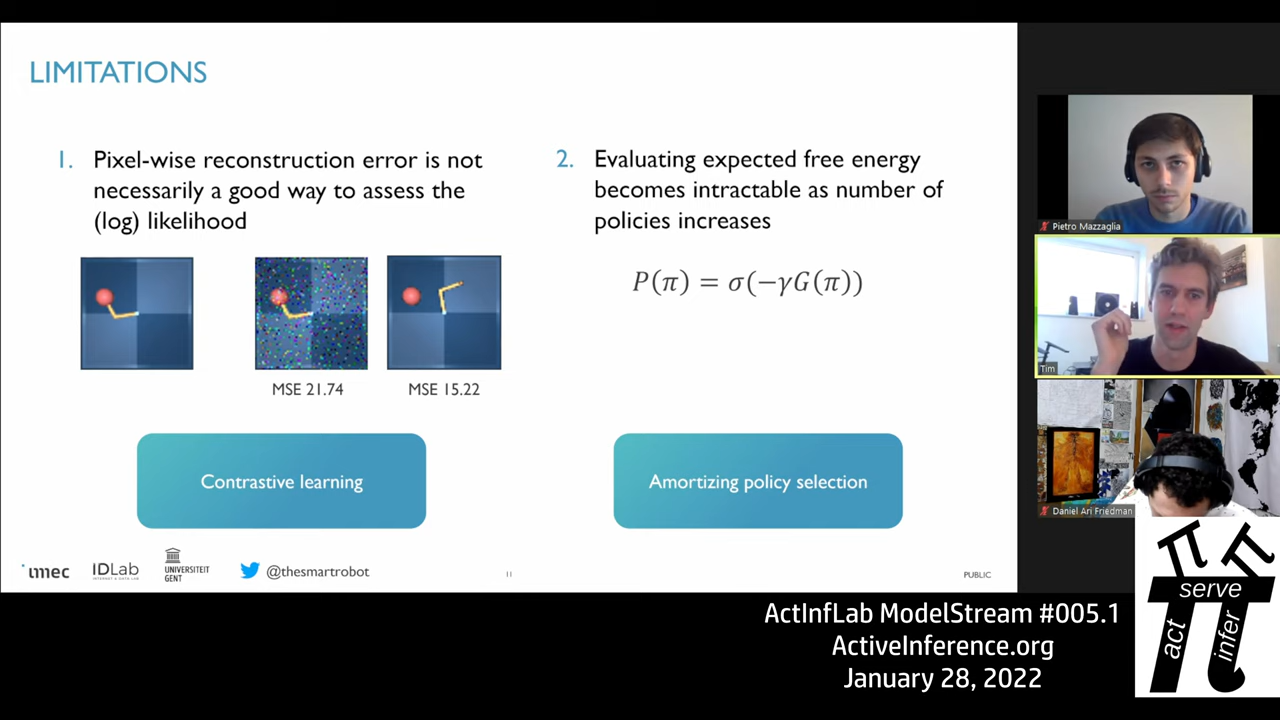 LIMITATIONS
1. Pixel-wise reconstruction error is not
necessarily a good way to assess the
(log) likelihood
MSE 21.74
MSE 15.22
Contrastive learning
2. Evaluating expected free energy
becomes intractable as number of
policies increases
P(π) = σ(−γG(π))
Amortizing policy selection
imec
IDLab
INTERNET & DATA LAB
UNIVERSITEIT
GENT
@thesmartrobot
11
PUBLIC
Pietro Mazzaglia
Tim
Daniel Ari Friedman
ActInfLab ModelStream #005.1
ActiveInference.org
January 28, 2022
serve
act
infer